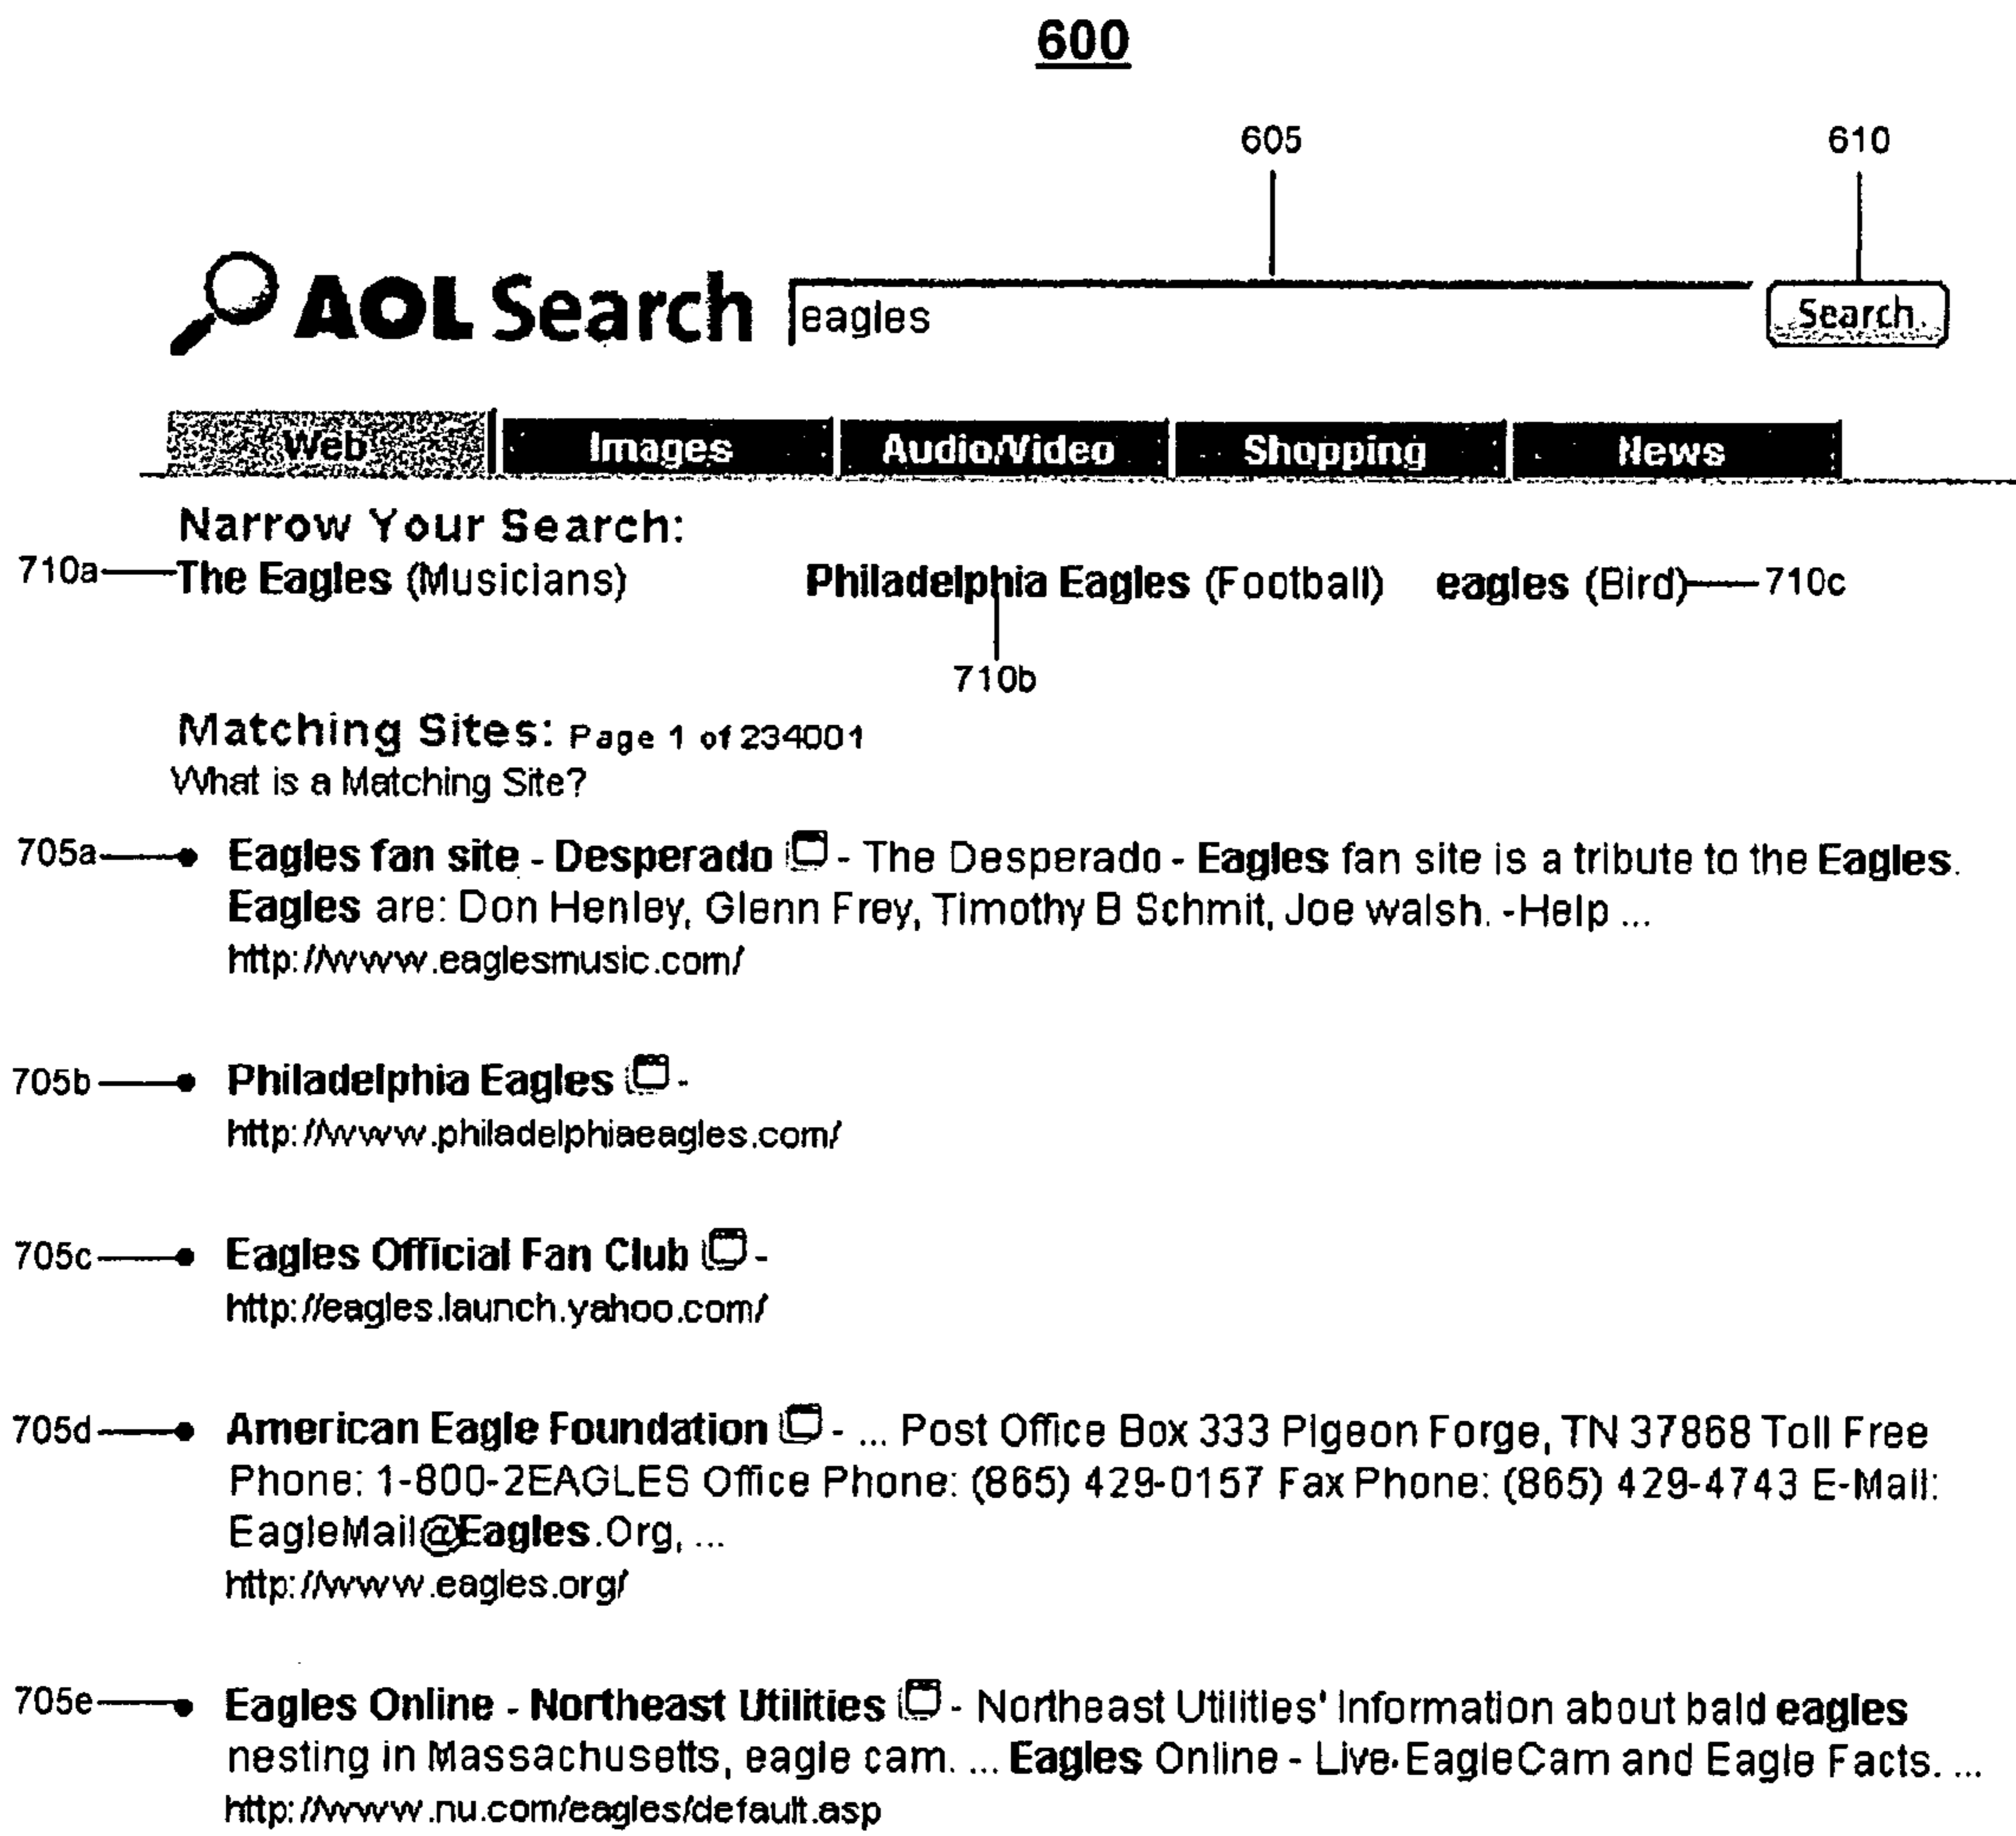 600
605
610
AOL Search
eagles
Search
Web Images Audio/Video Shopping News
Narrow Your Search:
710a The Eagles (Musicians) Philadelphia Eagles (Football) eagles (Bird) 710c
710b
Matching Sites: Page 1 of 234001
What is a Matching Site?
705a Eagles fan site - Desperado - The Desperado - Eagles fan site is a tribute to the Eagles.
Eagles are: Don Henley, Glenn Frey, Timothy B Schmit, Joe walsh. -Help ...
http://www.eaglesmusic.com/
705b Philadelphia Eagles -
http://www.philadelphiaeagles.com/
705c Eagles Official Fan Club -
http://eagles.launch.yahoo.com/
705d American Eagle Foundation - ... Post Office Box 333 Pigeon Forge, TN 37868 Toll Free
Phone: 1-800-2EAGLES Office Phone: (865) 429-0157 Fax Phone: (865) 429-4743 E-Mail:
EagleMail@Eagles.Org, ...
http://www.eagles.org/
705e Eagles Online - Northeast Utilities - Northeast Utilities' Information about bald eagles
nesting in Massachusetts, eagle cam. ... Eagles Online - Live EagleCam and Eagle Facts. ...
http://www.nu.com/eagles/default.asp